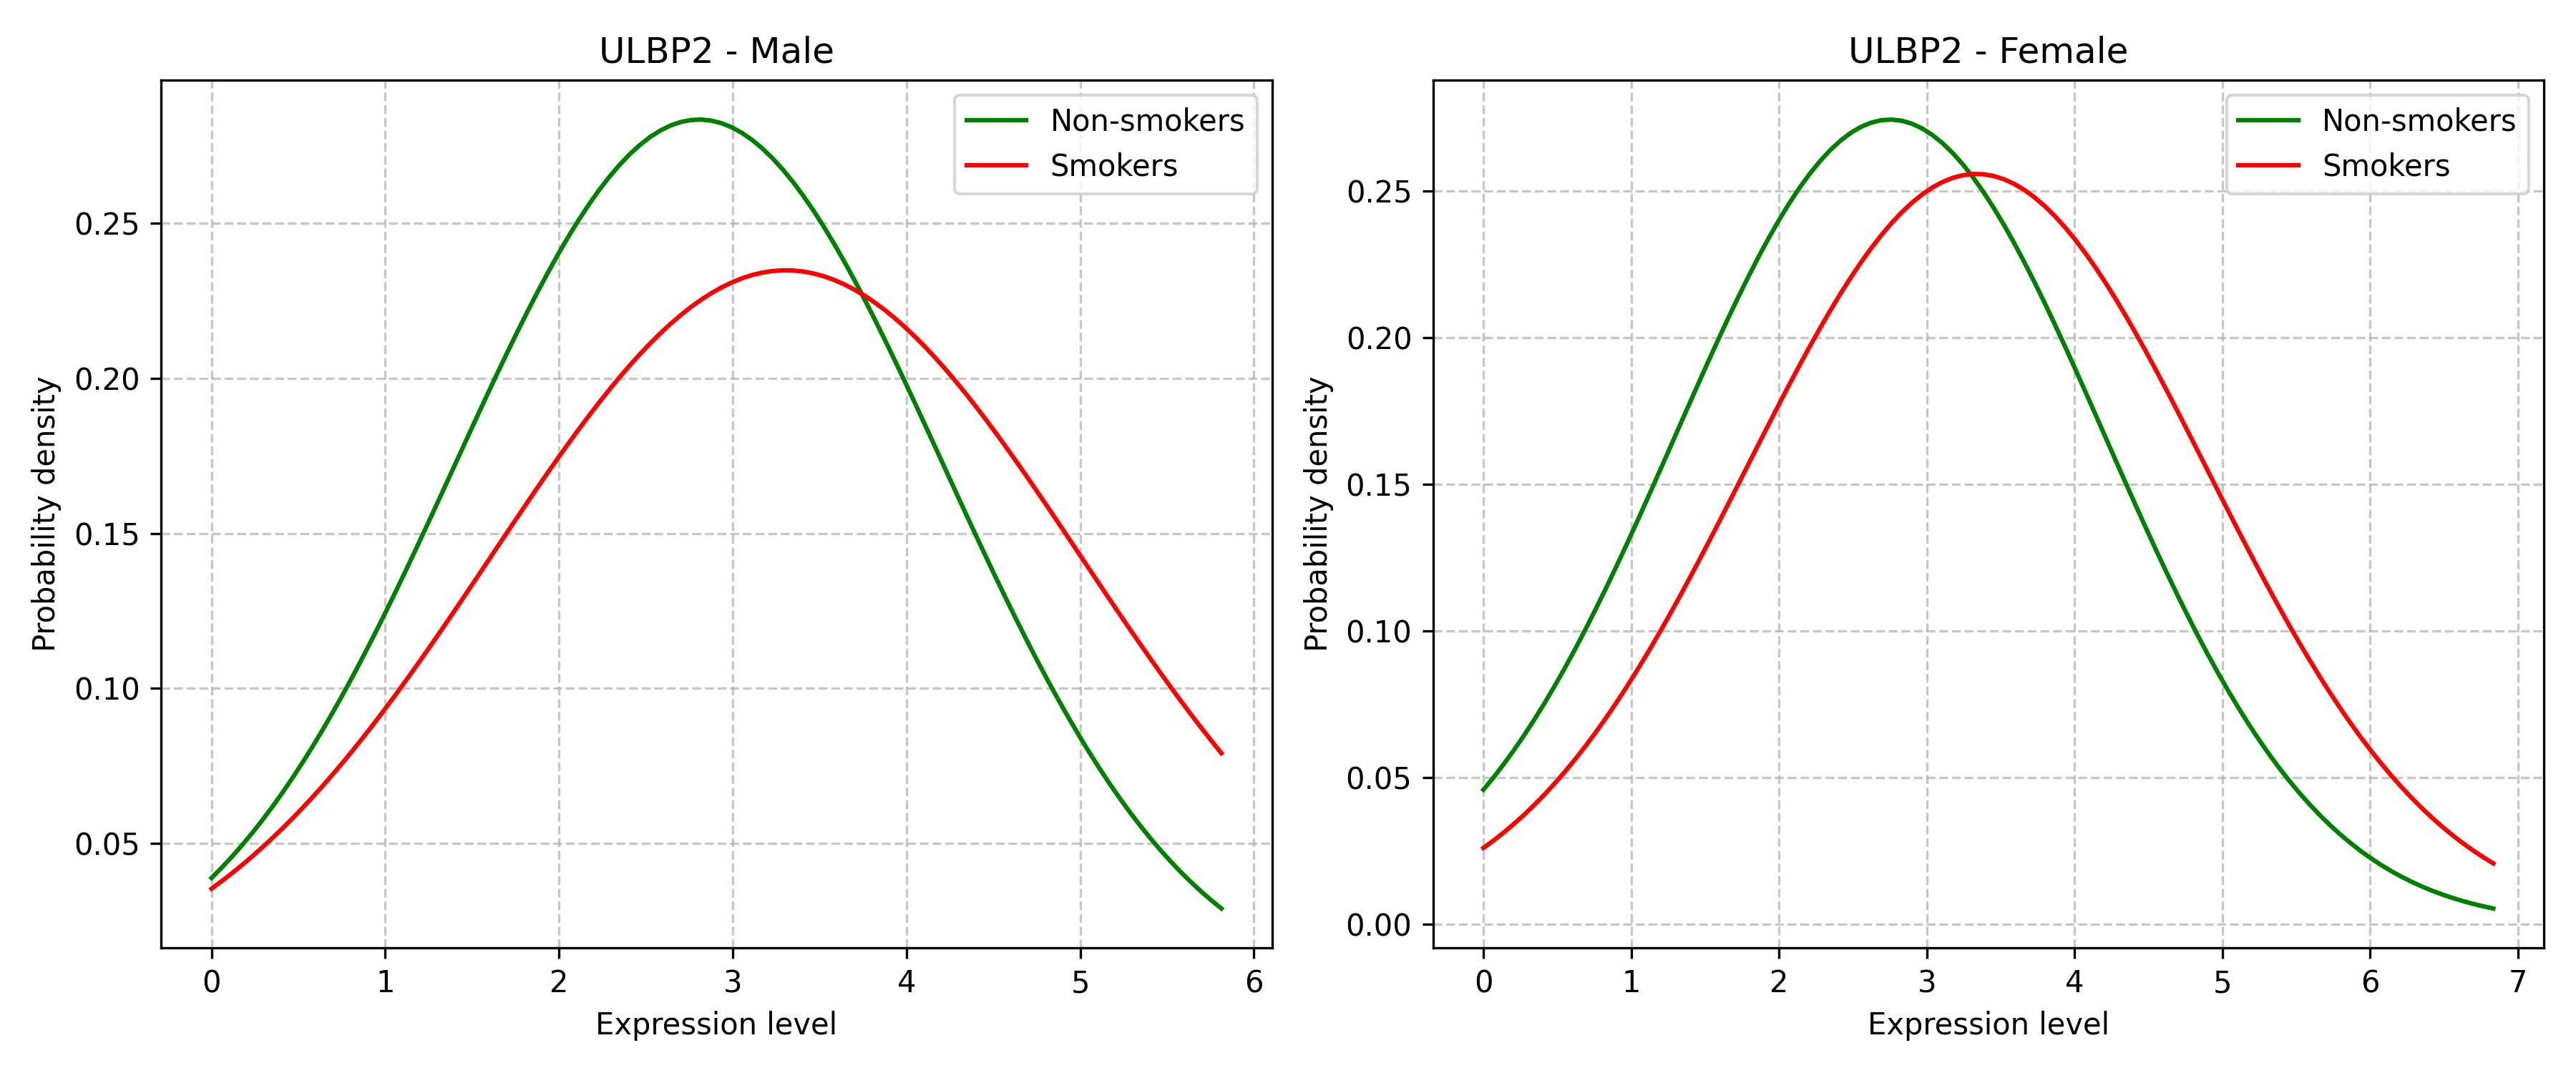 ULBP2 - Male
Non-smokers
Smokers
Probability density
0.25
0.20
0.15
0.10
0.05
0 1 2 3 4 5 6
Expression level
ULBP2 - Female
Non-smokers
Smokers
Probability density
0.25
0.20
0.15
0.10
0.05
0.00
0 1 2 3 4 5 6 7
Expression level